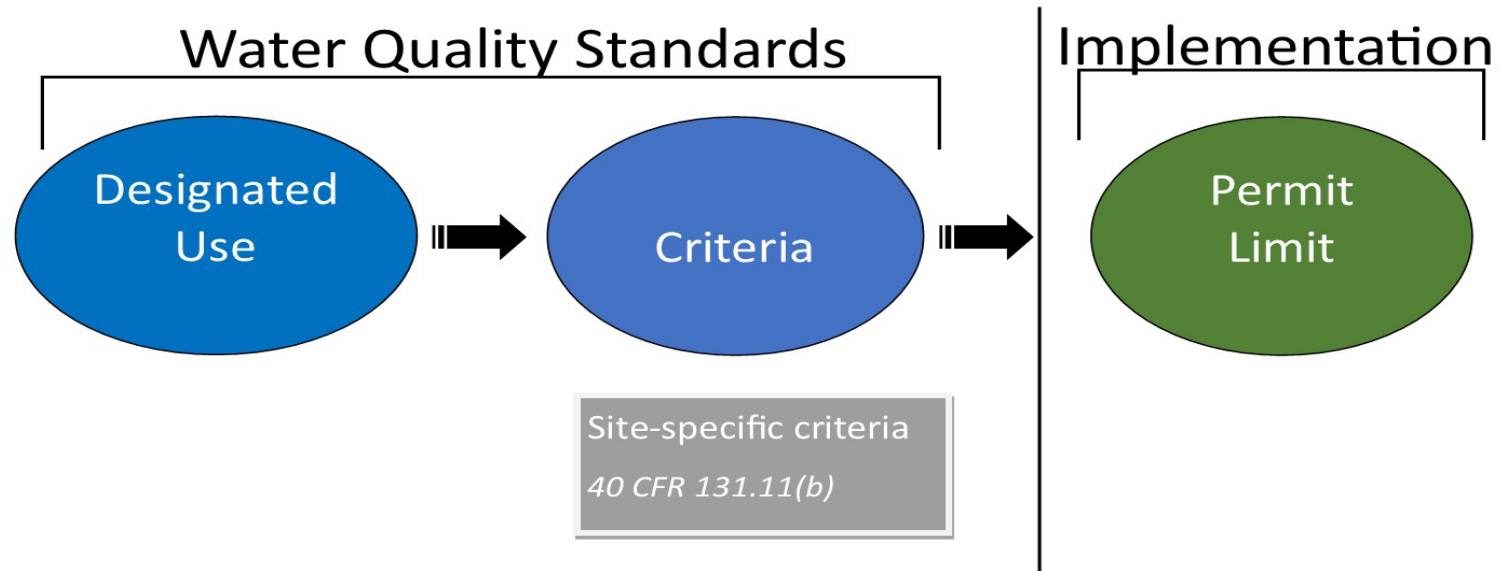 Water Quality Standards
Implementation
Designated
Use
Criteria
Permit
Limit
Site-specific criteria
40 CFR 131.11(b)